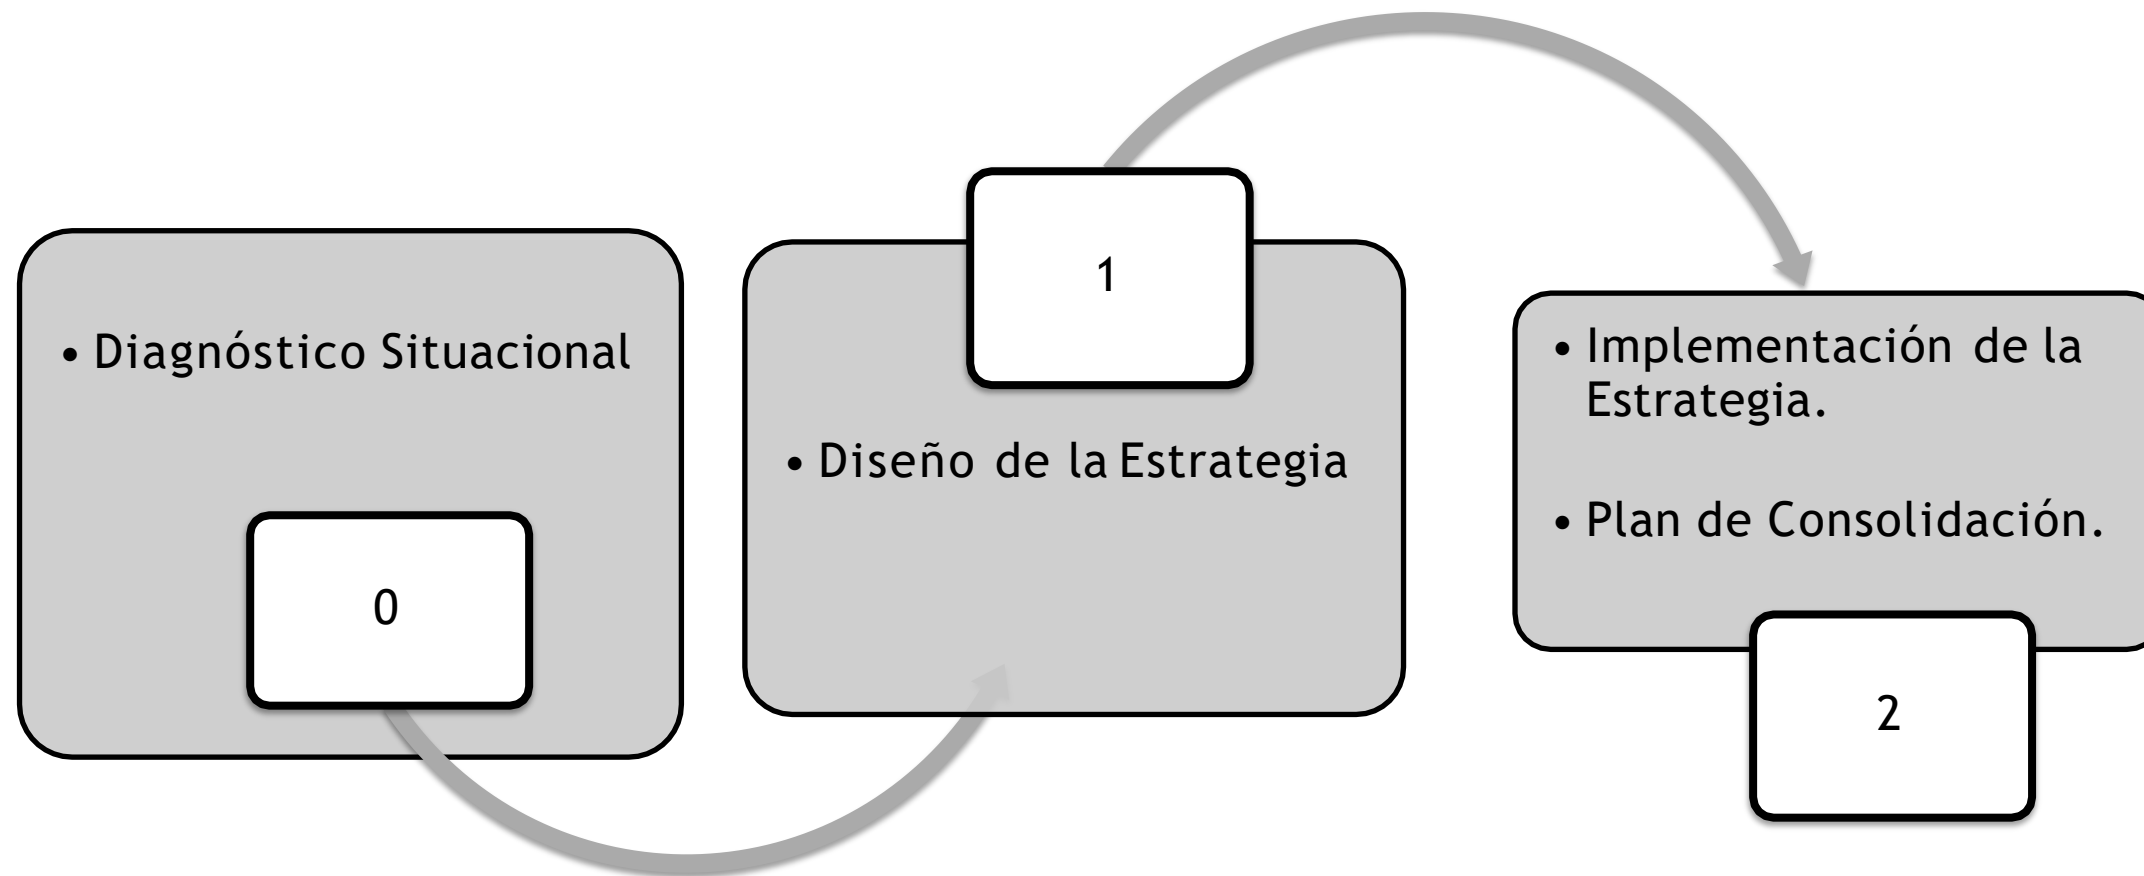 • Diagnóstico Situacional
0
1
• Diseño de la Estrategia
• Implementación de la
Estrategia.
• Plan de Consolidación.
2